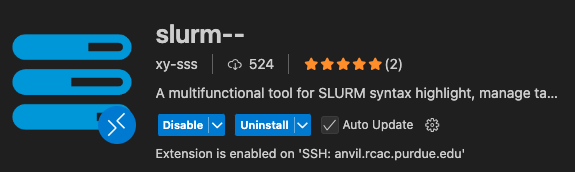 slurm--
xy-sss 524 (2)
A multifunctional tool for SLURM syntax highlight, manage ta...
Disable Uninstall Auto Update
Extension is enabled on 'SSH: anvil.rcac.purdue.edu'